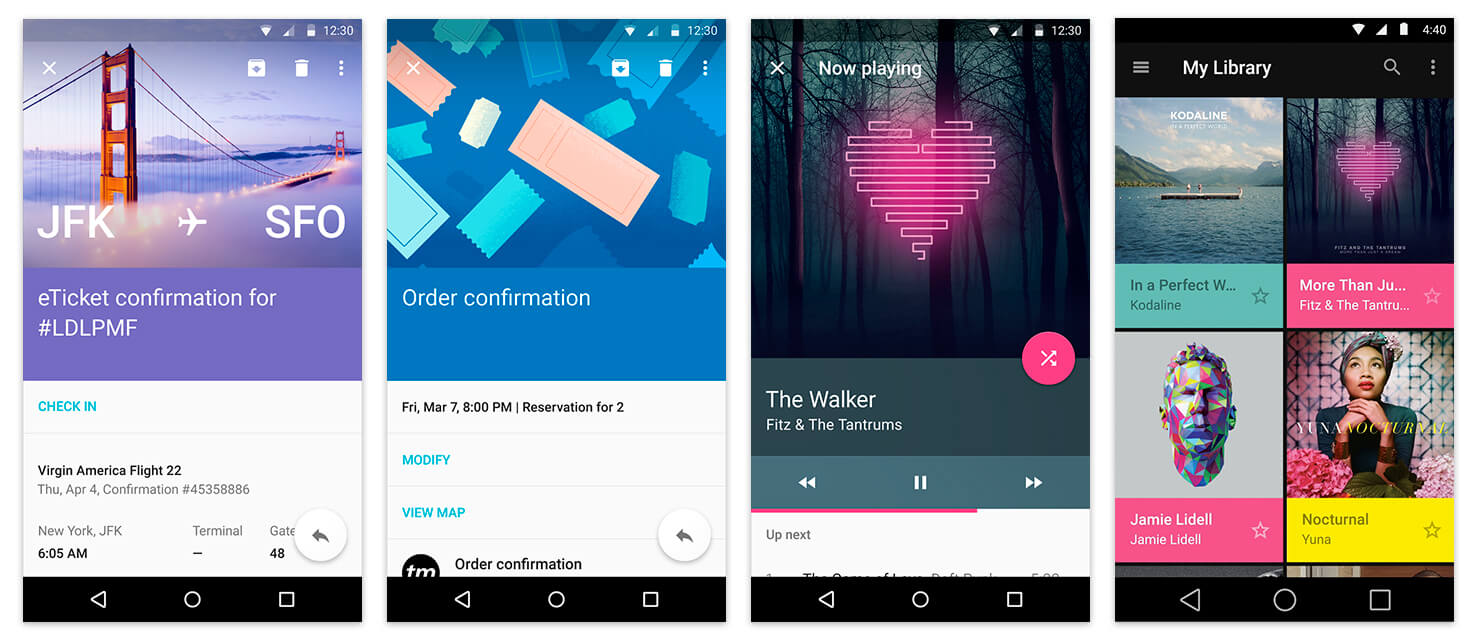 12:30
JFK SFO
eTicket confirmation for
#LDLPMF
CHECK IN
Virgin America Flight 22
Thu, Apr 4, Confirmation #45358886
New York, JFK Terminal Gate
6:05 AM – 48
12:30
Order confirmation
Fri, Mar 7, 8:00 PM | Reservation for 2
MODIFY
VIEW MAP
tm Order confirmation
12:30
Now playing
The Walker
Fitz & The Tantrums
Up next
4:40
My Library
KODALINE
IN A PERFECT WORLD
FITZ AND THE TANTRUMS
MORE THAN JUST A DREAM
In a Perfect W...
Kodaline
More Than Ju...
Fitz & The Tantru...
YUNA NOCTURNAL
Jamie Lidell
Jamie Lidell
Nocturnal
Yuna